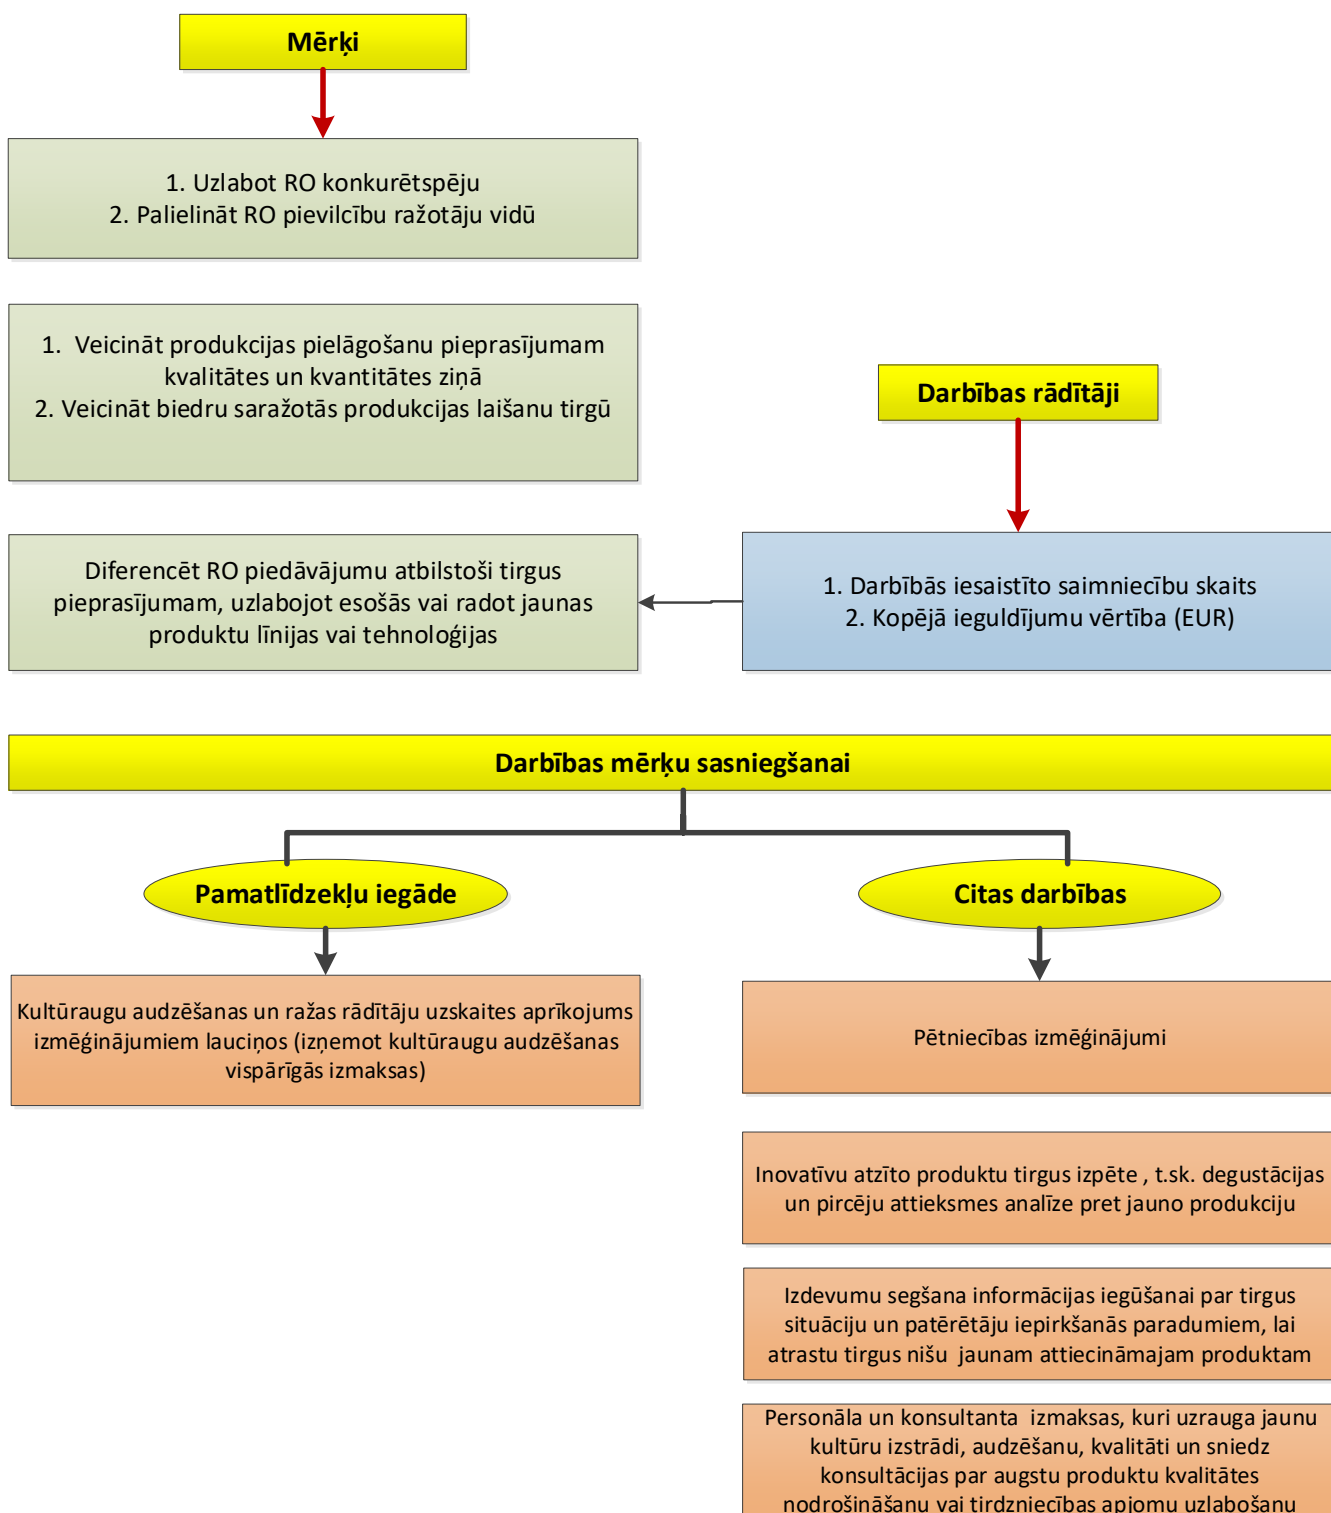 Mērķi
1. Uzlabot RO konkurētspēju
2. Palielināt RO pievilcību ražotāju vidū
1. Veicināt produkcijas pielāgošanu pieprasījumam
kvalitātes un kvantitātes ziņā
2. Veicināt biedru saražotās produkcijas laišanu tirgū
Darbības rādītāji
Diferencēt RO piedāvājumu atbilstoši tirgus
pieprasījumam, uzlabojot esošās vai radot jaunas
produktu līnijas vai tehnoloģijas
1. Darbībās iesaistīto saimniecību skaits
2. Kopējā ieguldījumu vērtība (EUR)
Darbības mērķu sasniegšanai
Pamatlīdzekļu iegāde
Citas darbības
Kultūraugu audzēšanas un ražas rādītāju uzskaites aprīkojums
izmēģinājumiem lauciņos (izņemot kultūraugu audzēšanas
vispārīgās izmaksas)
Pētniecības izmēģinājumi
Inovatīvu atzīto produktu tirgus izpēte , t.sk. degustācijas
un pircēju attieksmes analīze pret jauno produkciju
Izdevumu segšana informācijas iegūšanai par tirgus
situāciju un patērētāju iepirkšanās paradumiem, lai
atrastu tirgus nišu jaunam attiecināmajam produktam
Personāla un konsultanta izmaksas, kuri uzrauga jaunu
kultūru izstrādi, audzēšanu, kvalitāti un sniedz
konsultācijas par augstu produktu kvalitātes
nodrošināšanu vai tirdzniecības apjomu uzlabošanu